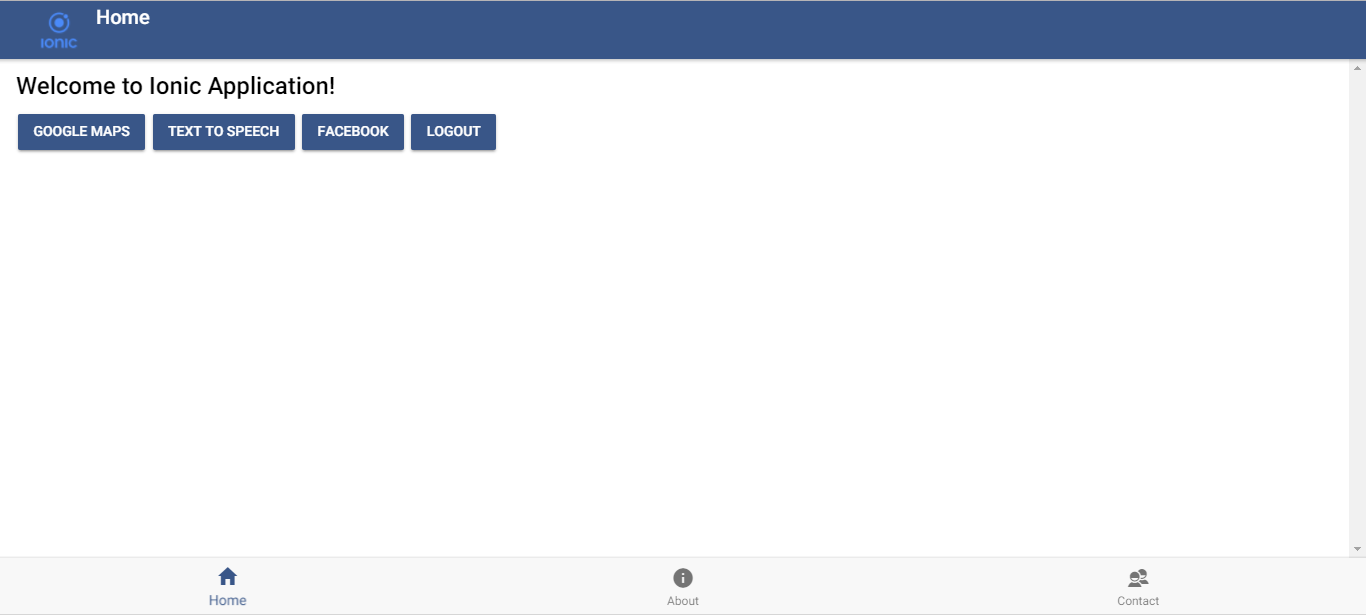 ionic
Home
Welcome to Ionic Application!
GOOGLE MAPS TEXT TO SPEECH FACEBOOK LOGOUT
Home About Contact